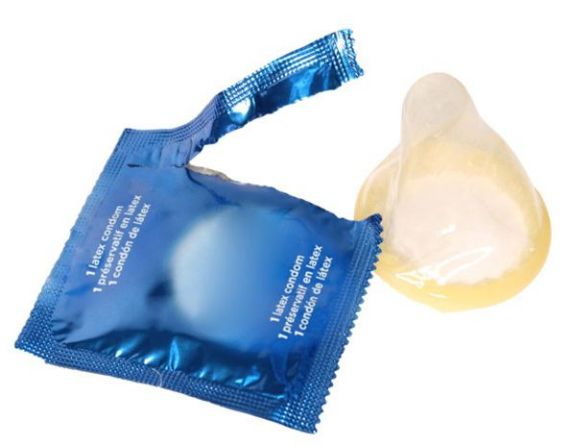 1 latex condom
1 préservatif en latex
1 condón de látex
1 latex condom
1 préservatif en latex
1 condón de látex